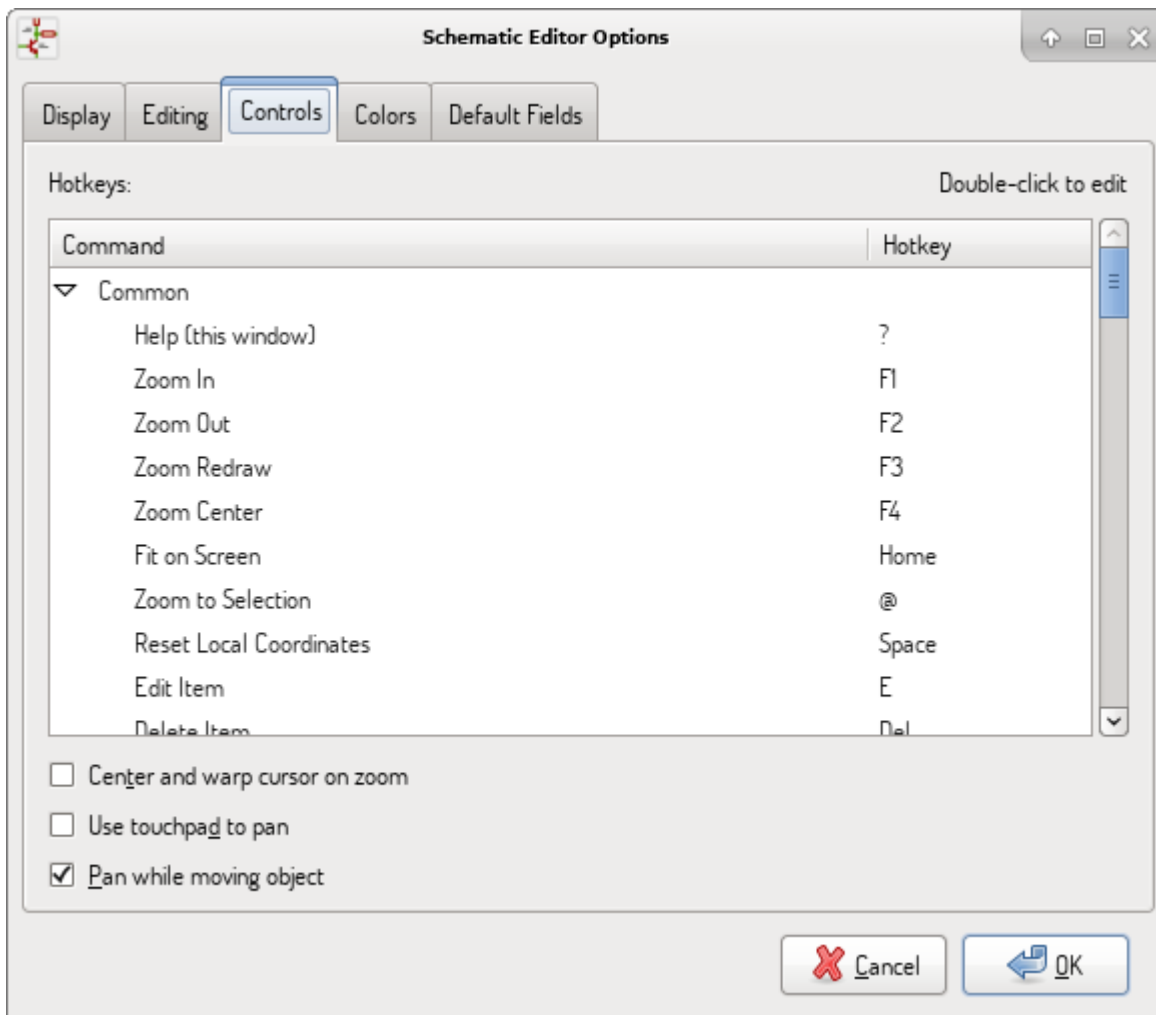 Schematic Editor Options
Display Editing Controls Colors Default Fields
Hotkeys: Double-click to edit
Command Hotkey
Common
Help (this window) ?
Zoom In F1
Zoom Out F2
Zoom Redraw F3
Zoom Center F4
Fit on Screen Home
Zoom to Selection @
Reset Local Coordinates Space
Edit Item E
Delete Item Del
Center and warp cursor on zoom
Use touchpad to pan
Pan while moving object
Cancel OK